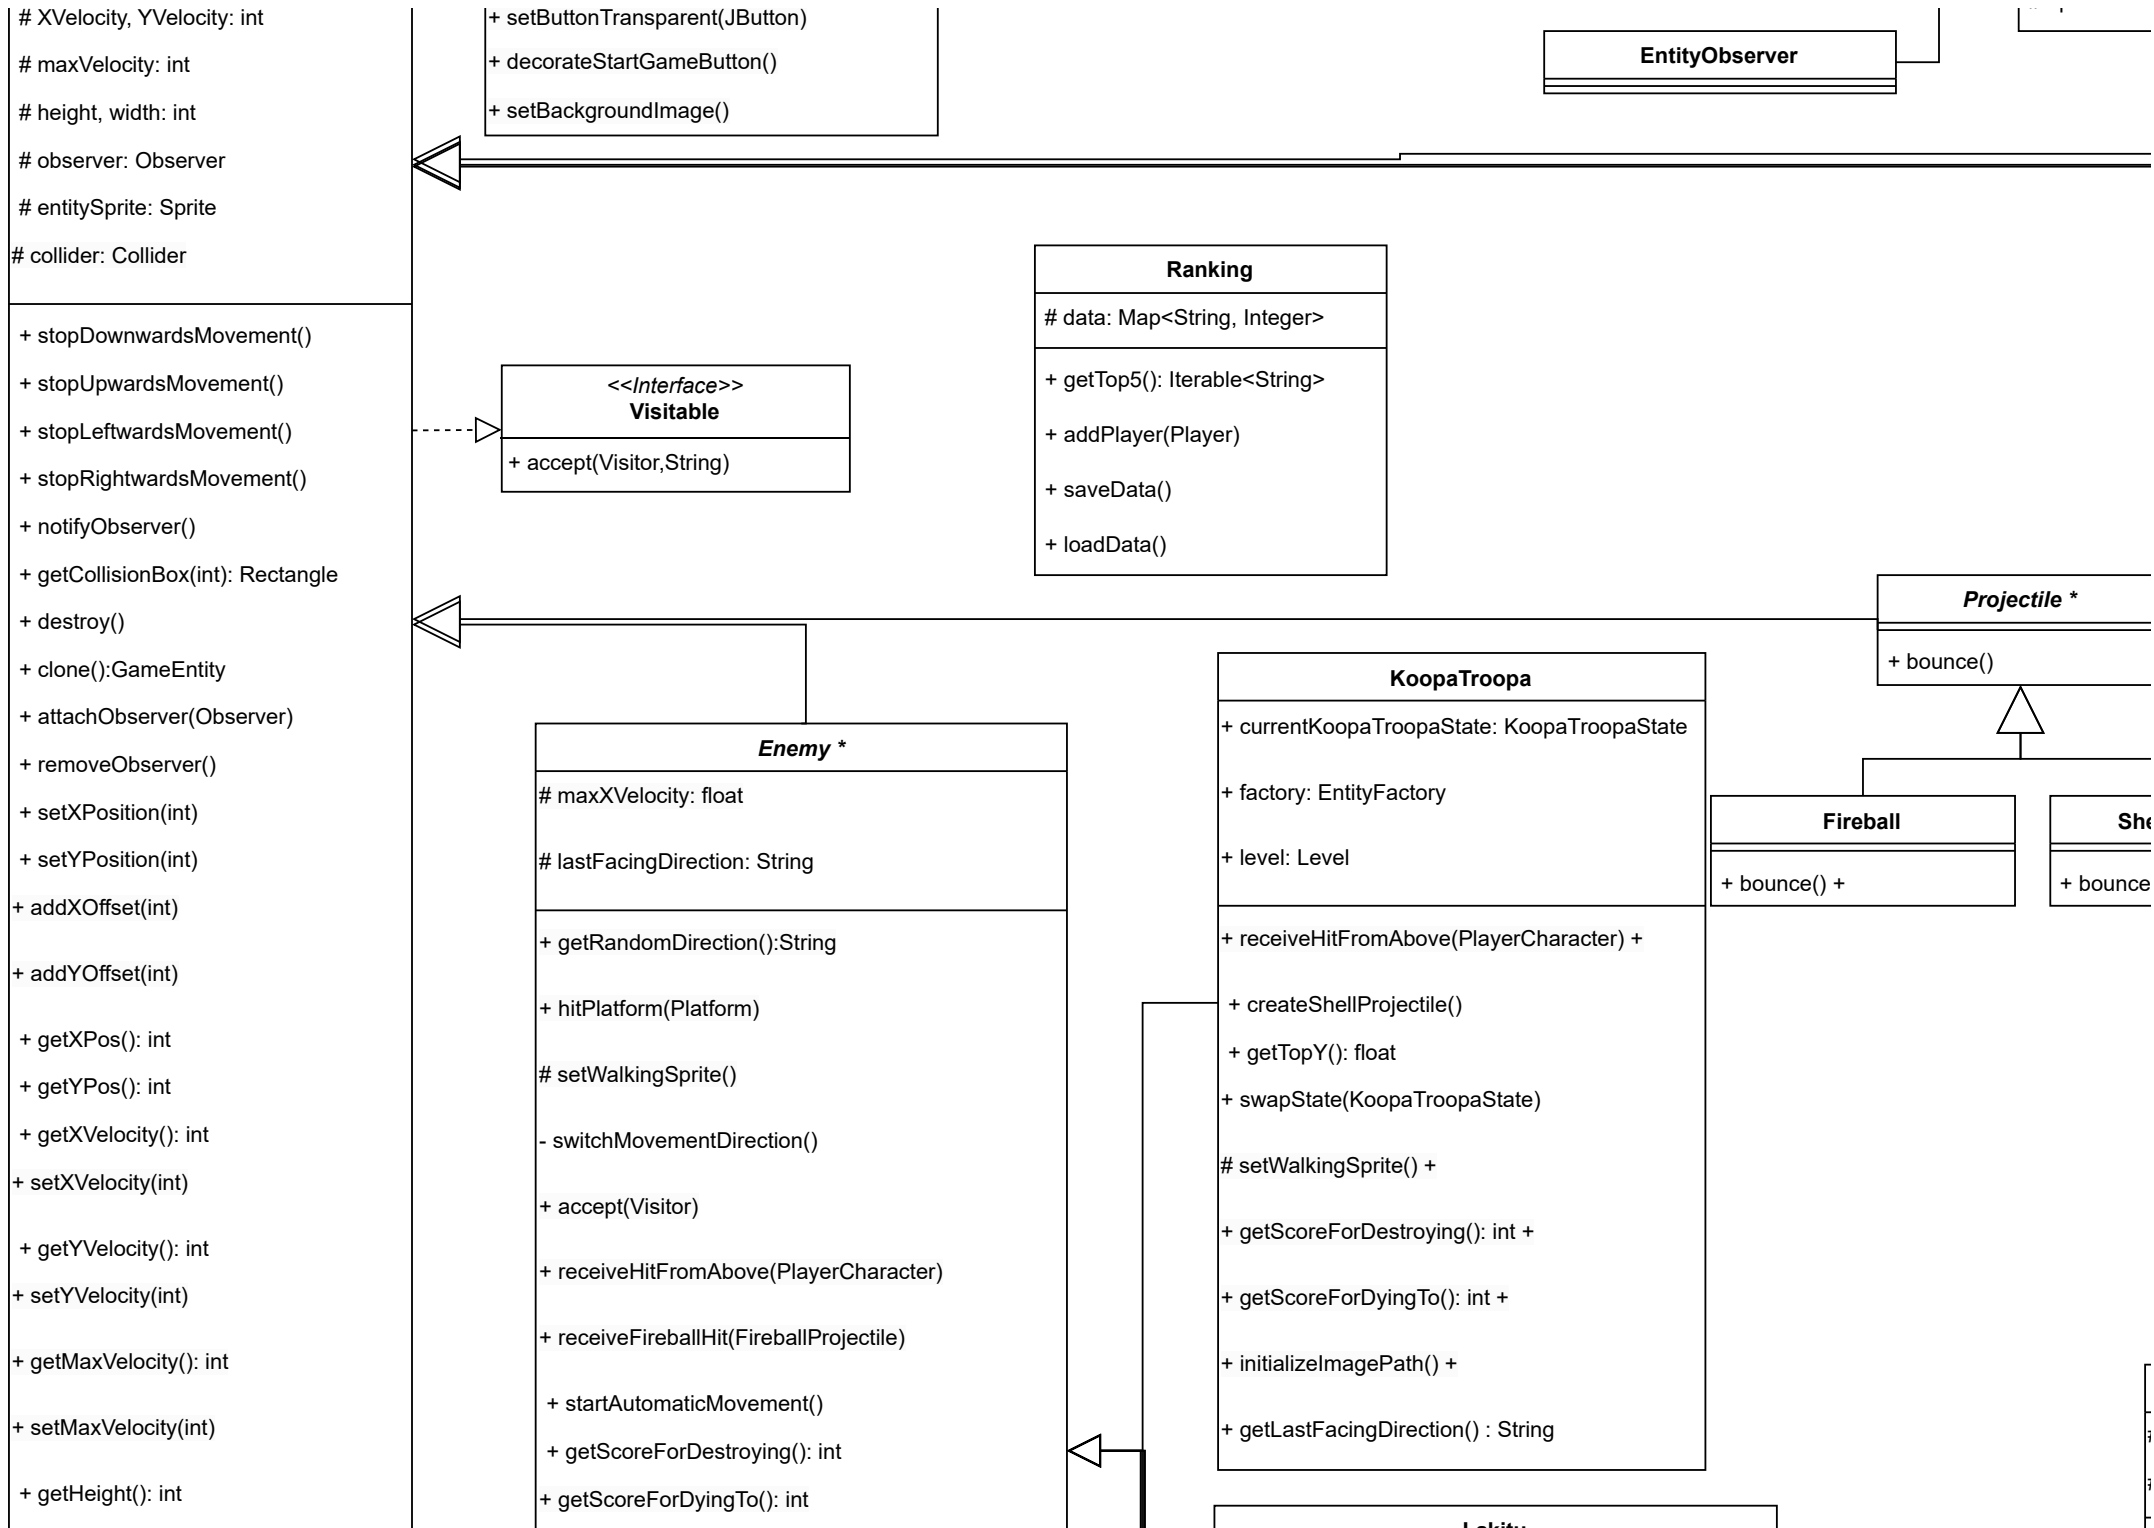 # XVelocity, YVelocity: int
# maxVelocity: int
# height, width: int
# observer: Observer
# entitySprite: Sprite
# collider: Collider
+ stopDownwardsMovement()
+ stopUpwardsMovement()
+ stopLeftwardsMovement()
+ stopRightwardsMovement()
+ notifyObserver()
+ getCollisionBox(int): Rectangle
+ destroy()
+ clone():GameEntity
+ attachObserver(Observer)
+ removeObserver()
+ setXPosition(int)
+ setYPosition(int)
+ addXOffset(int)
+ addYOffset(int)
+ getXPos(): int
+ getYPos(): int
+ getXVelocity(): int
+ setXVelocity(int)
+ getYVelocity(): int
+ setYVelocity(int)
+ getMaxVelocity(): int
+ setMaxVelocity(int)
+ getHeight(): int
+ setButtonTransparent(JButton)
+ decorateStartGameButton()
+ setBackgroundImage()
EntityObserver
<<Interface>>
Visitable
+ accept(Visitor,String)
Ranking
# data: Map<String, Integer>
+ getTop5(): Iterable<String>
+ addPlayer(Player)
+ saveData()
+ loadData()
Projectile *
+ bounce()
Enemy *
# maxXVelocity: float
# lastFacingDirection: String
+ getRandomDirection():String
+ hitPlatform(Platform)
# setWalkingSprite()
- switchMovementDirection()
+ accept(Visitor)
+ receiveHitFromAbove(PlayerCharacter)
+ receiveFireballHit(FireballProjectile)
+ startAutomaticMovement()
+ getScoreForDestroying(): int
+ getScoreForDyingTo(): int
KoopaTroopa
+ currentKoopaTroopaState: KoopaTroopaState
+ factory: EntityFactory
+ level: Level
+ receiveHitFromAbove(PlayerCharacter) +
+ createShellProjectile()
+ getTopY(): float
+ swapState(KoopaTroopaState)
# setWalkingSprite() +
+ getScoreForDestroying(): int +
+ getScoreForDyingTo(): int +
+ initializeImagePath() +
+ getLastFacingDirection() : String
Fireball
+ bounce() +
She
+ bounce